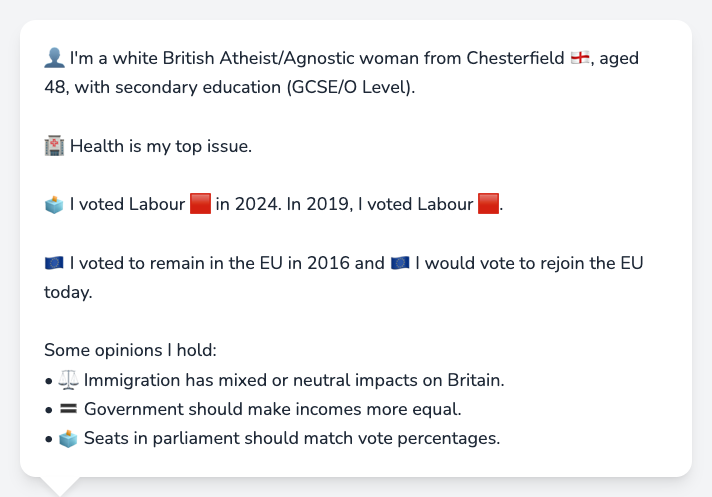 👤 I'm a white British Atheist/Agnostic woman from Chesterfield 🏴󠁧󠁢󠁥󠁮󠁧󠁿, aged
48, with secondary education (GCSE/O Level).
🏥 Health is my top issue.
🗳️ I voted Labour 🟥 in 2024. In 2019, I voted Labour 🟥.
🇪🇺 I voted to remain in the EU in 2016 and 🇪🇺 I would vote to rejoin the EU
today.
Some opinions I hold:
• ⚖️ Immigration has mixed or neutral impacts on Britain.
• 🟰 Government should make incomes more equal.
• 🗳️ Seats in parliament should match vote percentages.